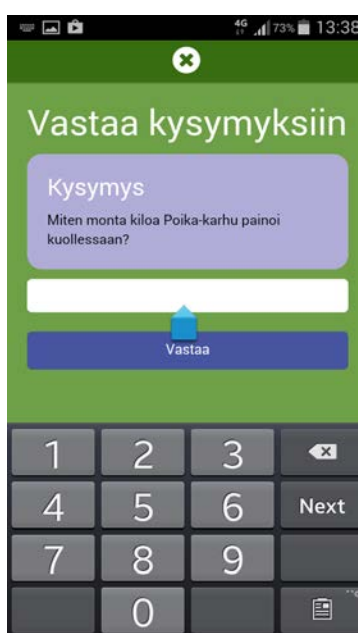 4G 73% 13:38
Vastaa kysymyksiin
Kysymys
Miten monta kiloa Poika-karhu painoi
kuollessaan?
Vastaa
1 2 3
4 5 6 Next
7 8 9
0